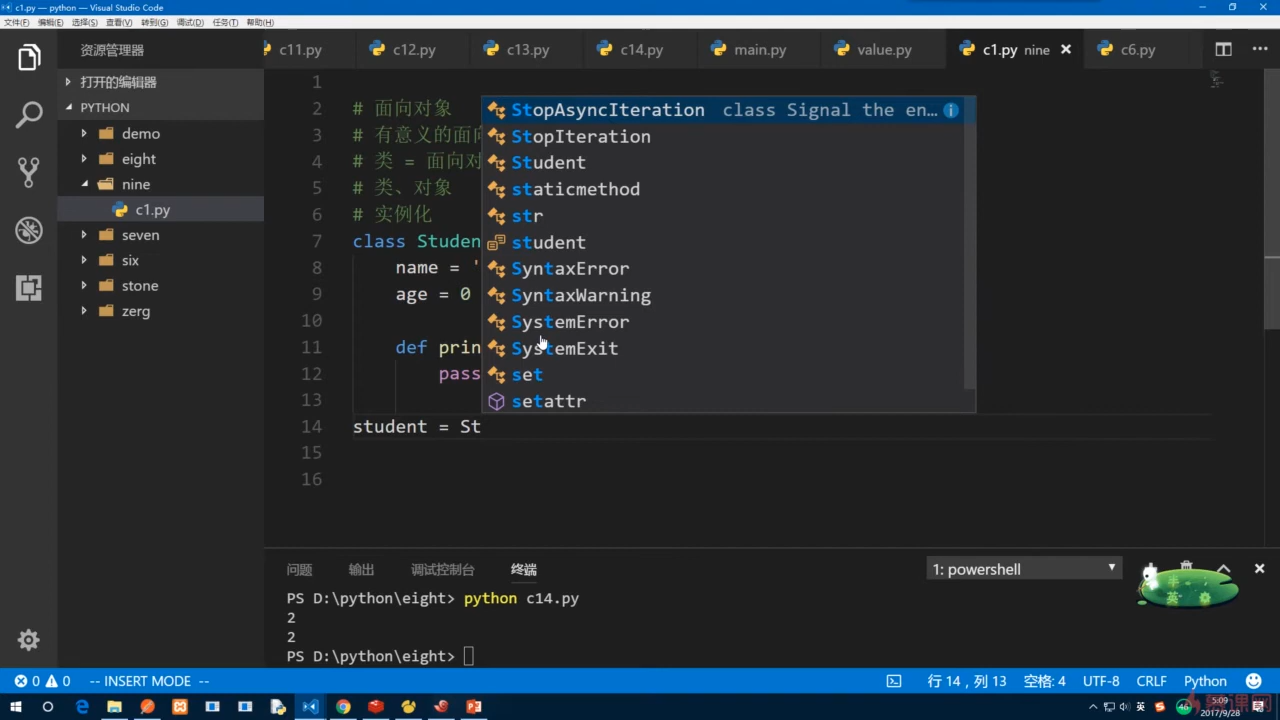 c1.py — python — Visual Studio Code
文件(F) 编辑(E) 选择(S) 查看(V) 转到(G) 调试(D) 任务(T) 帮助(H)
资源管理器
c11.py c12.py c13.py c14.py main.py value.py c1.py nine c6.py
打开的编辑器
PYTHON
demo
eight
nine
c1.py
seven
six
stone
zerg
1
2 # 面向对象
3 # 有意义的面向
4 # 类 = 面向对
5 # 类、对象
6 # 实例化
7 class Studen
8 name = '
9 age = 0
10
11 def prin
12 pass
13
14 student = St
15
16
StopAsyncIteration class Signal the en...
StopIteration
Student
staticmethod
str
student
SyntaxError
SyntaxWarning
SystemError
SystemExit
set
setattr
问题 输出 调试控制台 终端 1: powershell
PS D:\python\eight> python c14.py
2
2
PS D:\python\eight>
0 0 -- INSERT MODE -- 行 14，列 13 空格: 4 UTF-8 CRLF Python
英 46 5:09
2017/9/28
慕课网